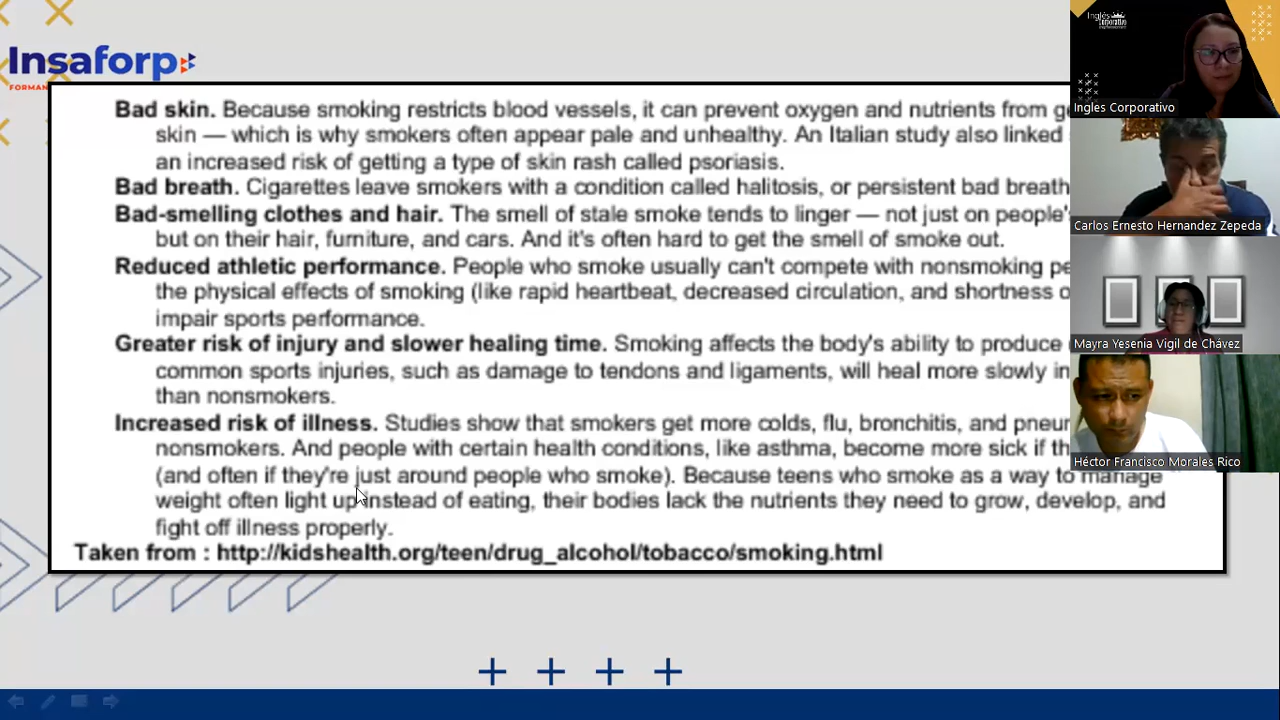 Insaforp
FORMAN
Bad skin. Because smoking restricts blood vessels, it can prevent oxygen and nutrients from
skin — which is why smokers often appear pale and unhealthy. An Italian study also linked
an increased risk of getting a type of skin rash called psoriasis.
Bad breath. Cigarettes leave smokers with a condition called halitosis, or persistent bad breath
Bad-smelling clothes and hair. The smell of stale smoke tends to linger — not just on people's
but on their hair, furniture, and cars. And it's often hard to get the smell of smoke out.
Reduced athletic performance. People who smoke usually can't compete with nonsmoking
the physical effects of smoking (like rapid heartbeat, decreased circulation, and shortness
impair sports performance.
Greater risk of injury and slower healing time. Smoking affects the body's ability to produce
common sports injuries, such as damage to tendons and ligaments, will heal more slowly in
than nonsmokers.
Increased risk of illness. Studies show that smokers get more colds, flu, bronchitis, and
nonsmokers. And people with certain health conditions, like asthma, become more sick if
(and often if they're just around people who smoke). Because teens who smoke as a way to manage
weight often light up instead of eating, their bodies lack the nutrients they need to grow, develop, and
fight off illness properly.
Taken from : http://kidshealth.org/teen/drug_alcohol/tobacco/smoking.html
Inglés
Corporativo
Ingles Corporativo
Carlos Ernesto Hernandez Zepeda
Mayra Yesenia Vigil de Chávez
Héctor Francisco Morales Rico